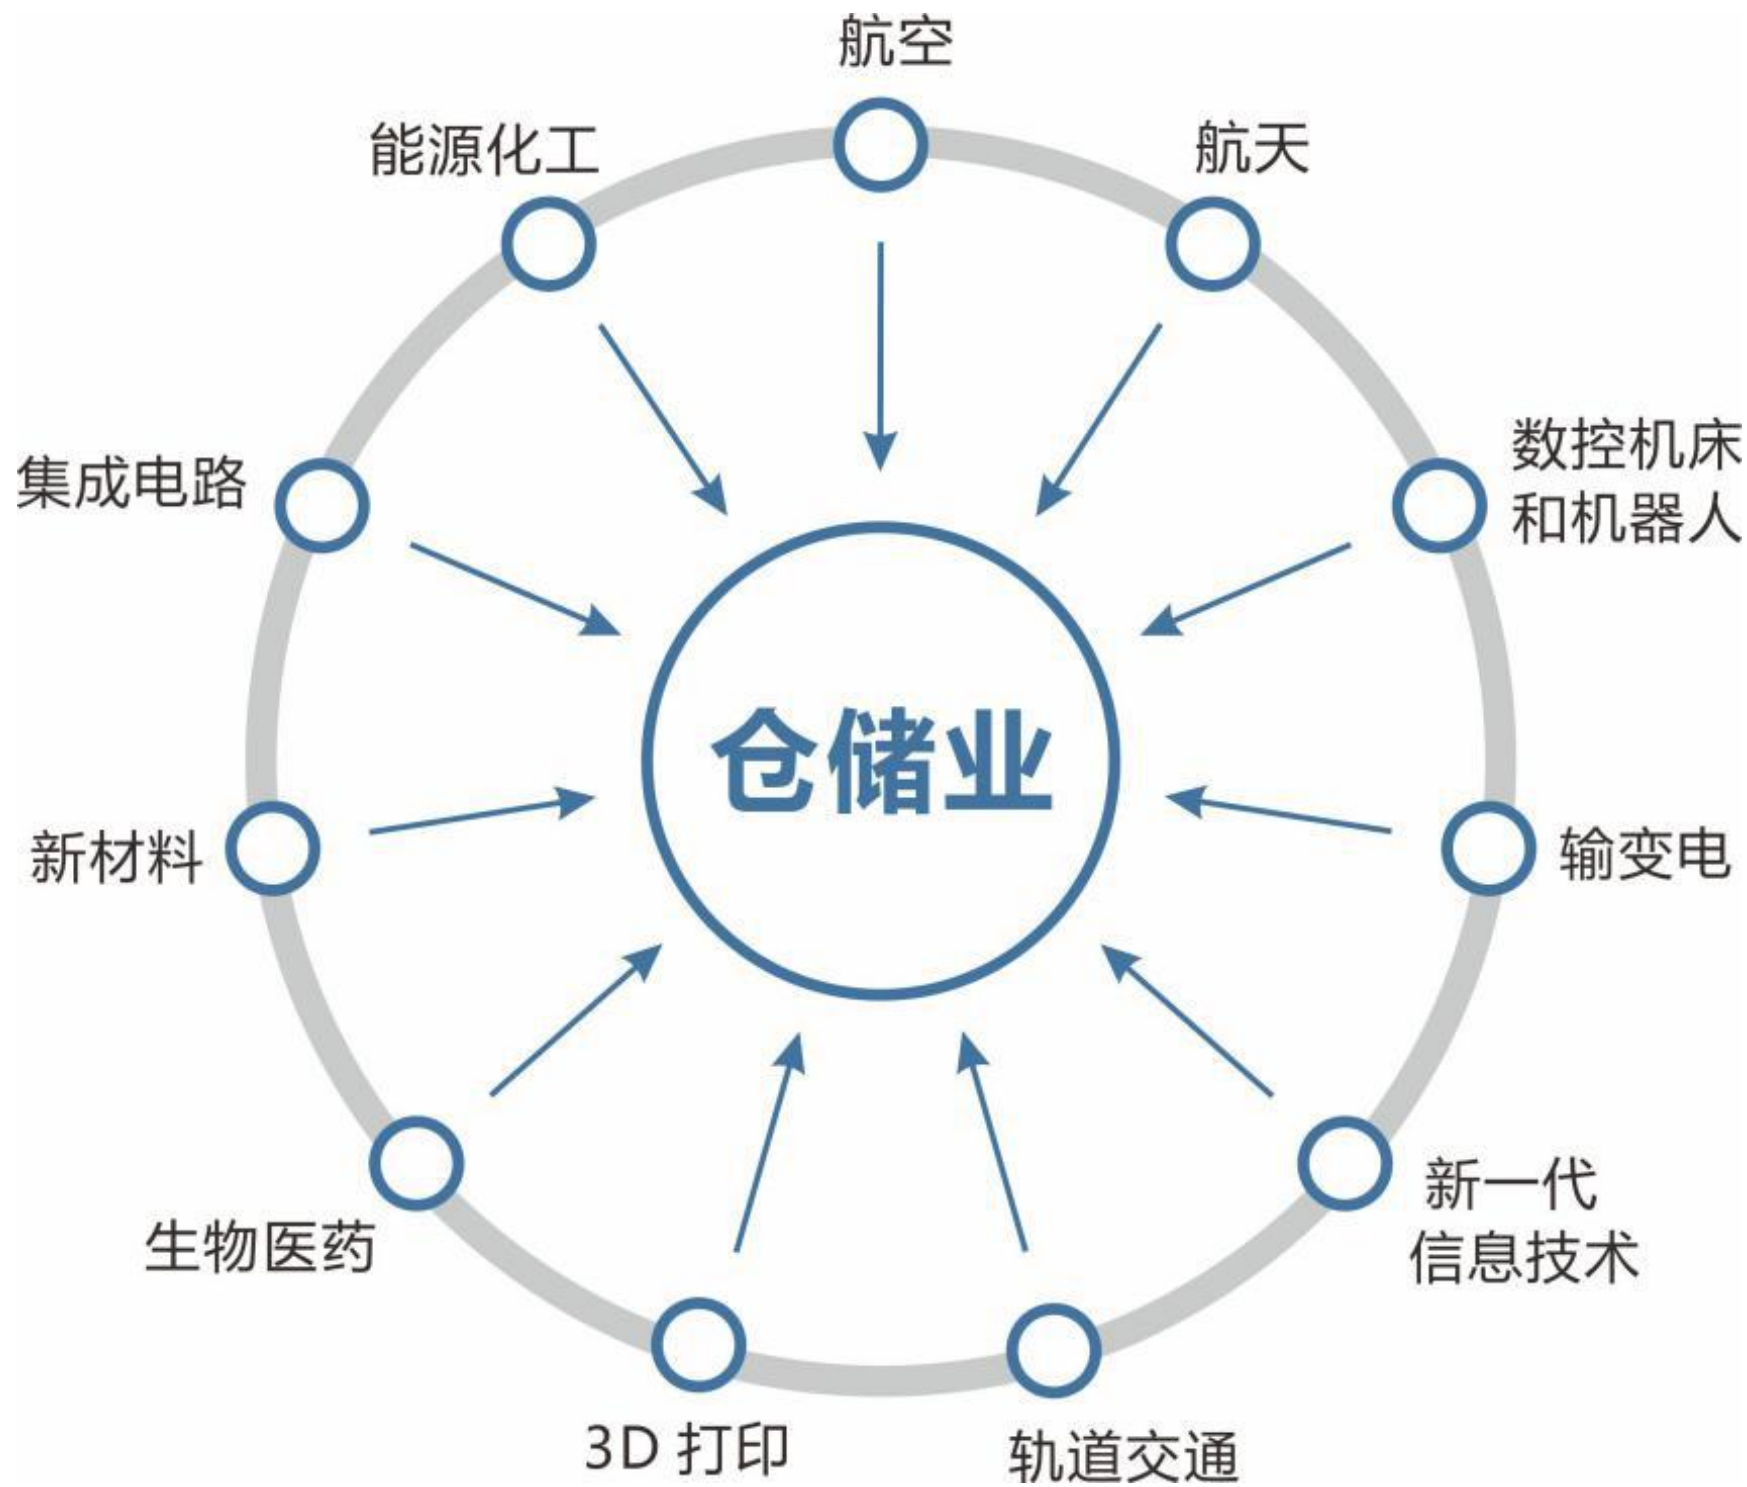 航空
航天
数控机床
和机器人
输变电
新一代
信息技术
轨道交通
3D 打印
生物医药
新材料
集成电路
能源化工
仓储业